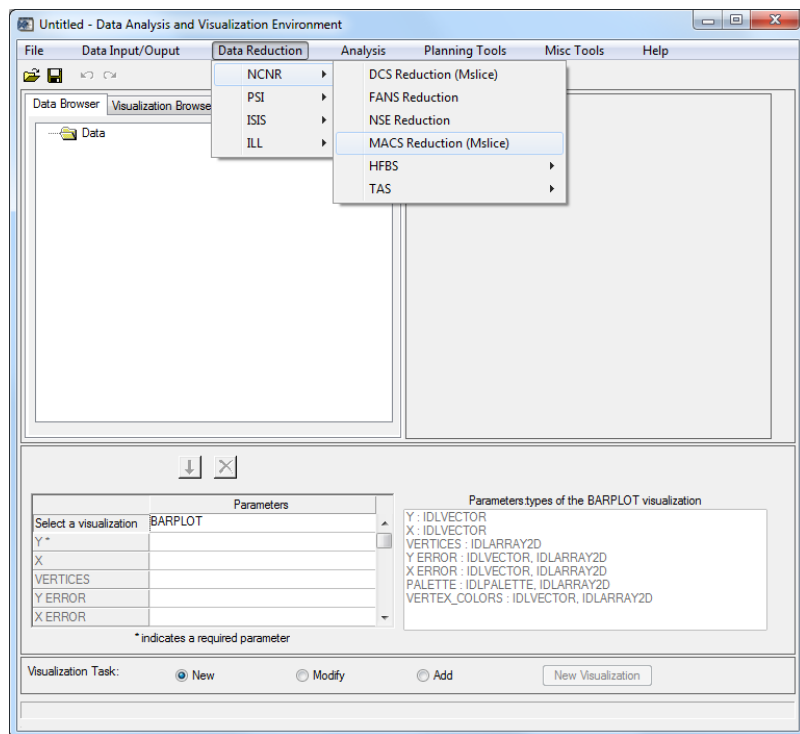 Untitled - Data Analysis and Visualization Environment
File Data Input/Ouput Data Reduction Analysis Planning Tools Misc Tools Help
NCNR
PSI
ISIS
ILL
DCS Reduction (Mslice)
FANS Reduction
NSE Reduction
MACS Reduction (Mslice)
HFBS
TAS
Data Browser Visualization Browse
Data
Parameters
Select a visualization BARPLOT
Y *
X
VERTICES
Y ERROR
X ERROR
* indicates a required parameter
Parameters:types of the BARPLOT visualization
Y : IDLVECTOR
X : IDLVECTOR
VERTICES : IDLARRAY2D
Y ERROR : IDLVECTOR, IDLARRAY2D
X ERROR : IDLVECTOR, IDLARRAY2D
PALETTE : IDLPALETTE, IDLARRAY2D
VERTEX_COLORS : IDLVECTOR, IDLARRAY2D
Visualization Task: New Modify Add New Visualization